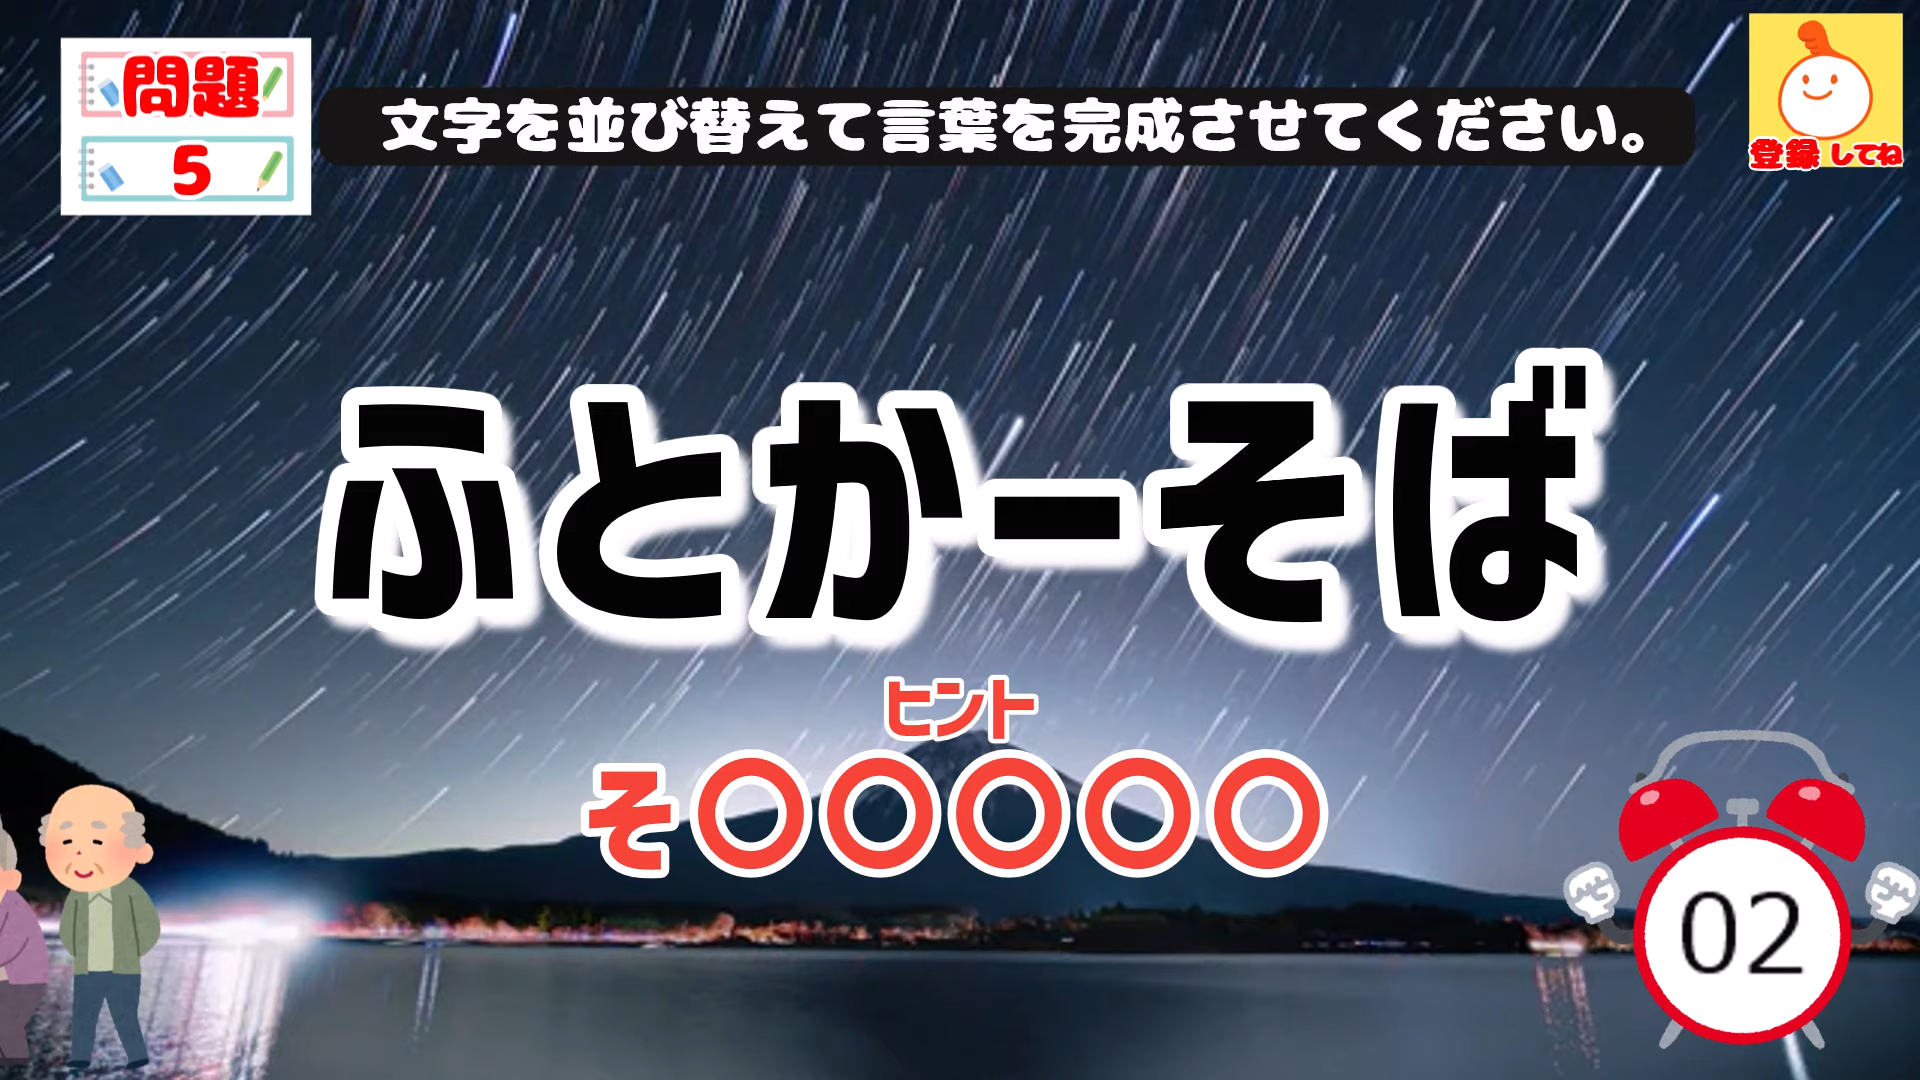 問題
5
文字を並び替えて言葉を完成させてください。
登録してね
ふとかーそば
ヒント
そ〇〇〇〇〇
02